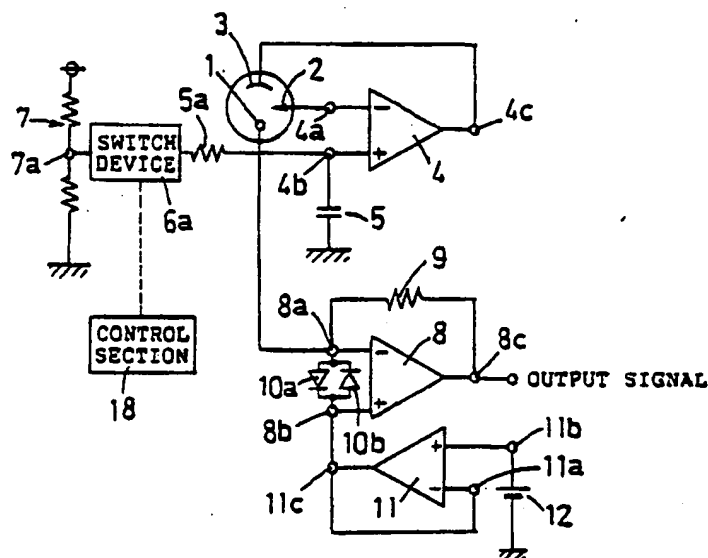 3
1
2
7
5a
4a
4c
7a
SWITCH
DEVICE
4
4b
6a
5
9
8a
CONTROL
SECTION
8
8c
OUTPUT SIGNAL
10a
18
8b
10b
11b
11a
11c
11
12